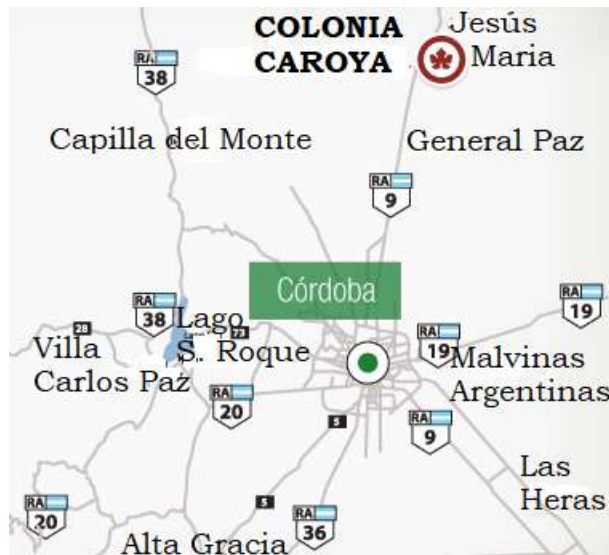 COLONIA
CAROYA
Jesús
Maria
RA
38
Capilla del Monte
General Paz
RA
9
Córdoba
RA
38
RA
19
28
Lago
S. Roque
73
RA
19
Villa
Carlos Paz
Malvinas
Argentinas
RA
20
5
RA
9
Las
Heras
RA
20
5
RA
36
Alta Gracia